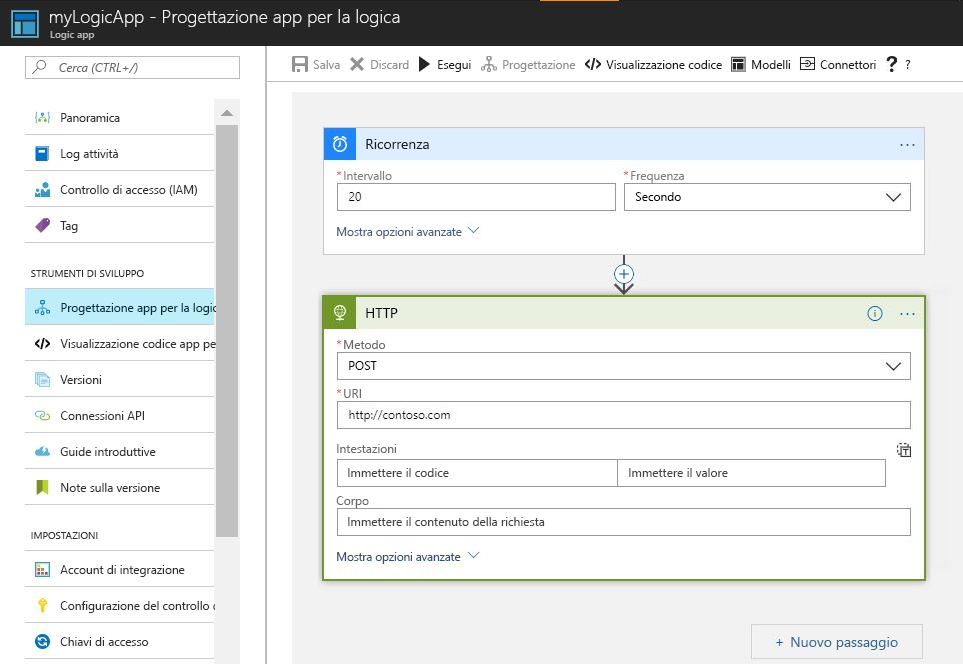 myLogicApp - Progettazione app per la logica
Logic app
Cerca (CTRL+/)
Panoramica
Log attività
Controllo di accesso (IAM)
Tag
STRUMENTI DI SVILUPPO
Progettazione app per la logic
Visualizzazione codice app pe
Versioni
Connessioni API
Guide introduttive
Note sulla versione
IMPOSTAZIONI
Account di integrazione
Configurazione del controllo
Chiavi di accesso
Salva Discard Esegui Progettazione </> Visualizzazione codice Modelli Connettori ? ?
Ricorrenza ...
*Intervallo *Frequenza
20 Secondo
Mostra opzioni avanzate
HTTP ...
*Metodo
POST
*URI
http://contoso.com
Intestazioni
Immettere il codice Immettere il valore
Corpo
Immettere il contenuto della richiesta
Mostra opzioni avanzate
+ Nuovo passaggio